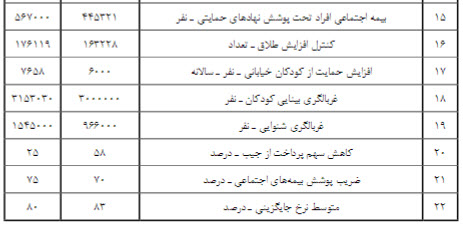 ۱۵ بیمه اجتماعی افراد تحت پوشش نهادهای حمایتی ـ نفر ۴۴۵۳۲۱ ۵۶۷۰۰۰
۱۶ کنترل افزایش طلاق ـ تعداد ۱۶۳۲۲۸ ۱۷۶۱۱۹
۱۷ افزایش حمایت از کودکان خیابانی ـ نفر ـ سالانه ۶۰۰۰ ۷۶۵۸
۱۸ غربالگری بینایی کودکان ـ نفر ۳۰۰۰۰۰۰ ۳۱۵۳۰۳۰
۱۹ غربالگری شنوایی ـ نفر ۹۶۶۰۰۰ ۱۵۴۵۰۰۰
۲۰ کاهش سهم پرداخت از جیب ـ درصد ۵۸ ۲۵
۲۱ ضریب پوشش بیمه‌های اجتماعی ـ درصد ۷۰ ۷۵
۲۲ متوسط نرخ جایگزینی ـ درصد ۸۳ ۸۰